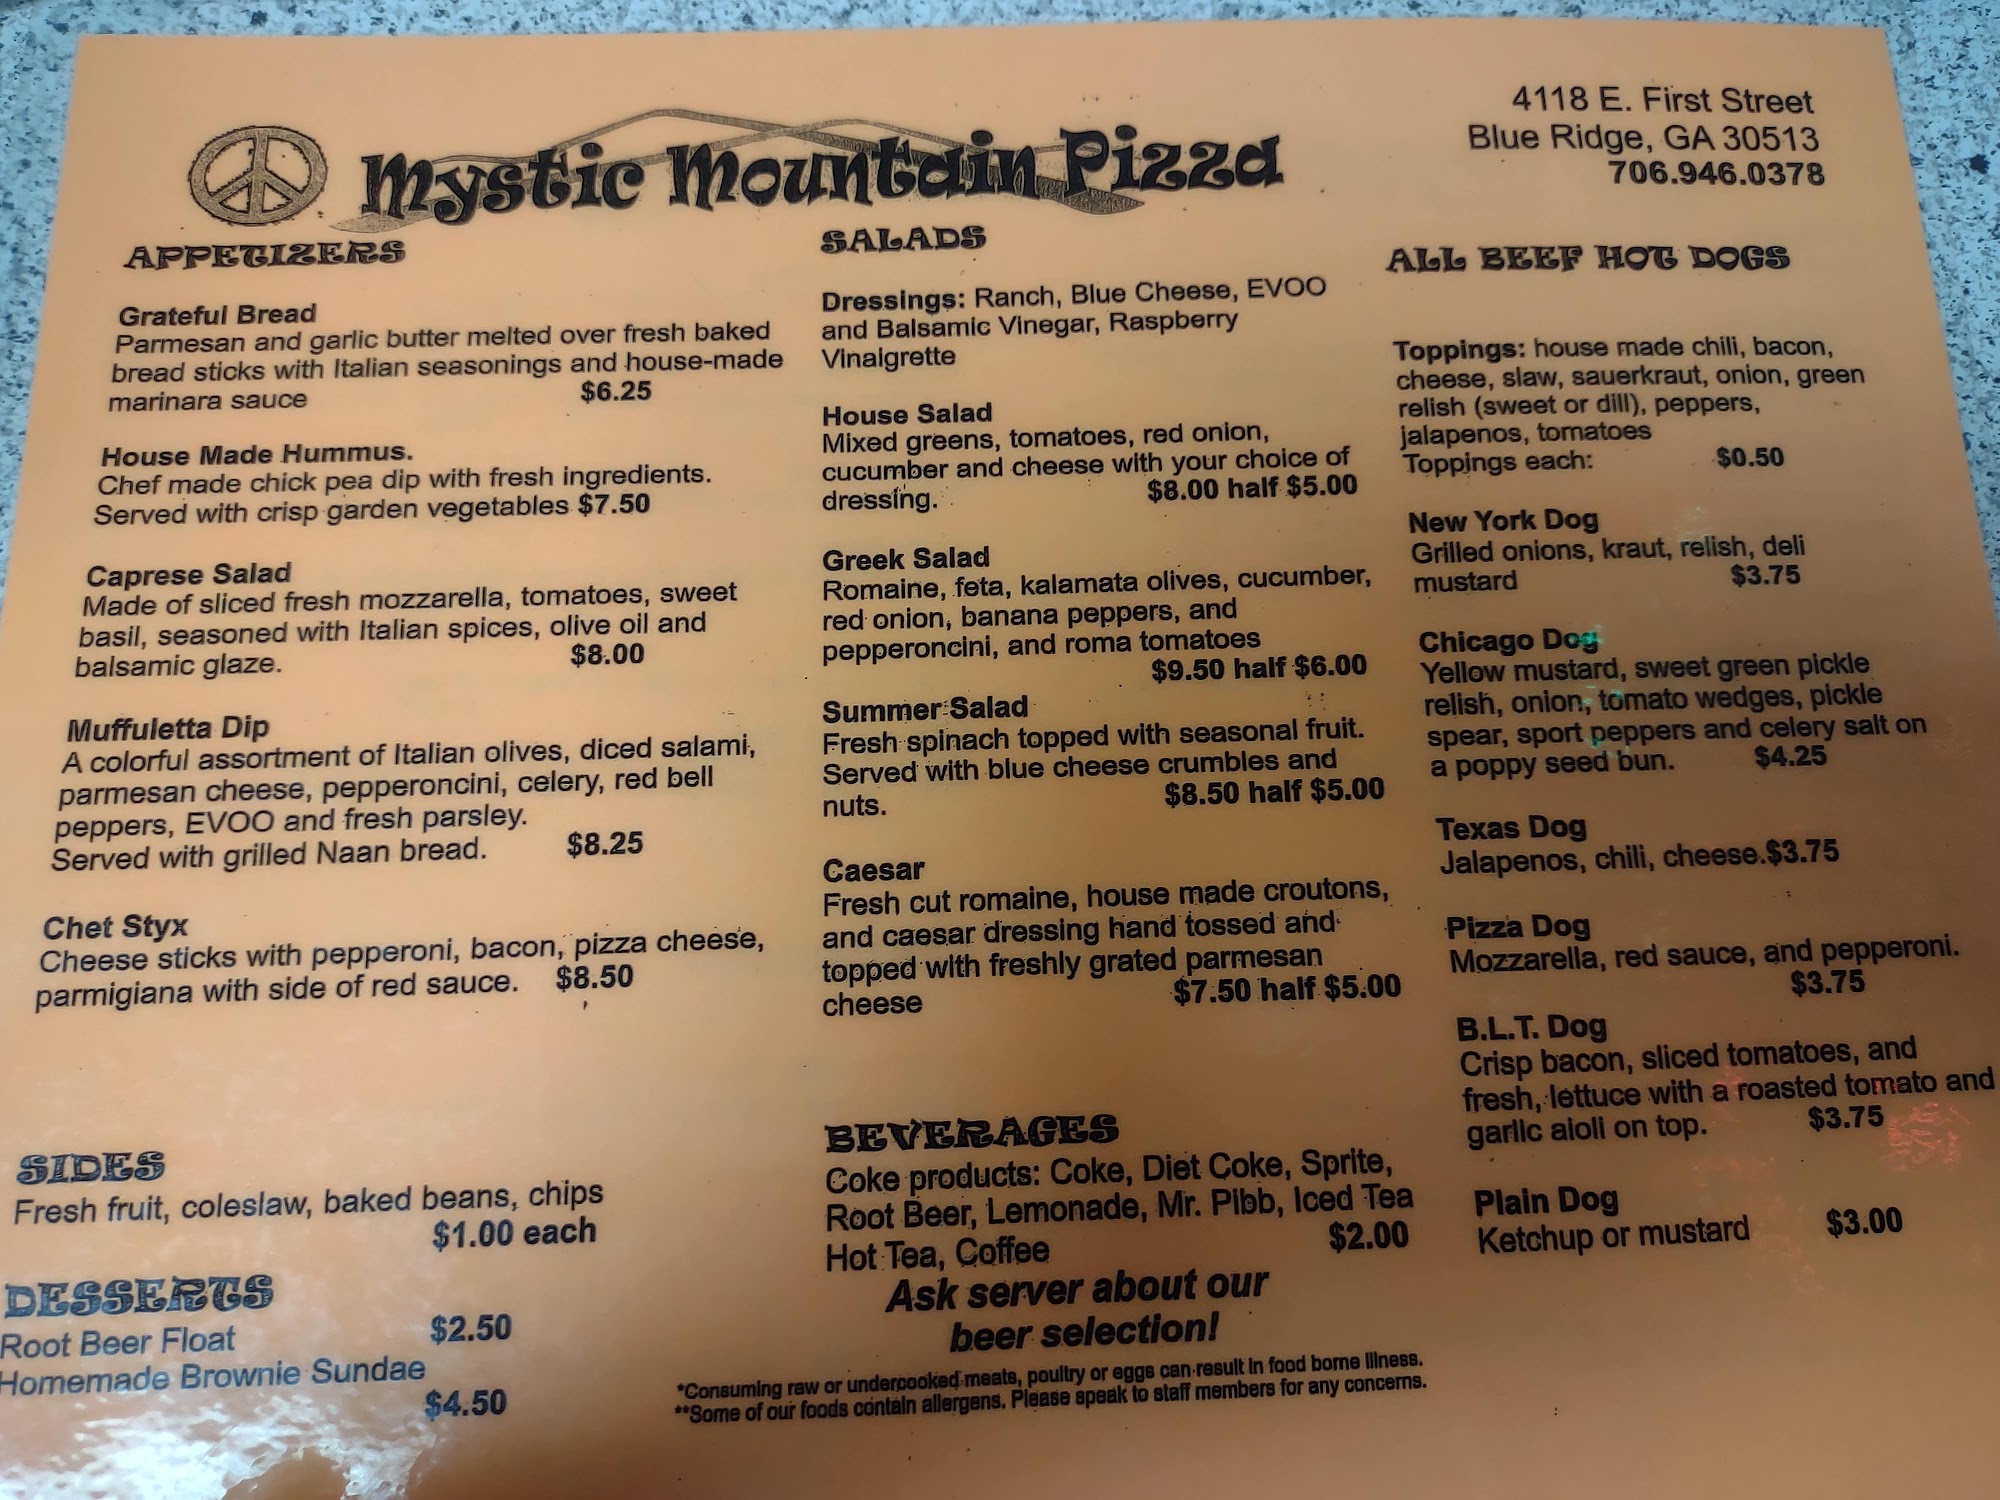 Mystic Mountain Pizza
4118 E. First Street
Blue Ridge, GA 30513
706.946.0378
APPETIZERS
Grateful Bread
Parmesan and garlic butter melted over fresh baked
bread sticks with Italian seasonings and house-made
marinara sauce $6.25
House Made Hummus.
Chef made chick pea dip with fresh ingredients.
Served with crisp garden vegetables $7.50
Caprese Salad
Made of sliced fresh mozzarella, tomatoes, sweet
basil, seasoned with Italian spices, olive oil and
balsamic glaze. $8.00
Muffuletta Dip
A colorful assortment of Italian olives, diced salami,
parmesan cheese, pepperoncini, celery, red bell
peppers, EVOO and fresh parsley.
Served with grilled Naan bread. $8.25
Chet Styx
Cheese sticks with pepperoni, bacon, pizza cheese,
parmigiana with side of red sauce. $8.50
SIDES
Fresh fruit, coleslaw, baked beans, chips
$1.00 each
DESSERTS
Root Beer Float $2.50
Homemade Brownie Sundae
$4.50
SALADS
Dressings: Ranch, Blue Cheese, EVOO
and Balsamic Vinegar, Raspberry
Vinaigrette
House Salad
Mixed greens, tomatoes, red onion,
cucumber and cheese with your choice of
dressing. $8.00 half $5.00
Greek Salad
Romaine, feta, kalamata olives, cucumber,
red onion, banana peppers, and
pepperoncini, and roma tomatoes
$9.50 half $6.00
Summer Salad
Fresh spinach topped with seasonal fruit.
Served with blue cheese crumbles and
nuts. $8.50 half $5.00
Caesar
Fresh cut romaine, house made croutons,
and caesar dressing hand tossed and
topped with freshly grated parmesan
cheese $7.50 half $5.00
BEVERAGES
Coke products: Coke, Diet Coke, Sprite,
Root Beer, Lemonade, Mr. Pibb, Iced Tea
Hot Tea, Coffee $2.00
Ask server about our
beer selection!
*Consuming raw or undercooked meats, poultry or eggs can result in food borne illness.
**Some of our foods contain allergens. Please speak to staff members for any concerns.
ALL BEEF HOT DOGS
Toppings: house made chili, bacon,
cheese, slaw, sauerkraut, onion, green
relish (sweet or dill), peppers,
jalapenos, tomatoes
Toppings each: $0.50
New York Dog
Grilled onions, kraut, relish, deli
mustard $3.75
Chicago Dog
Yellow mustard, sweet green pickle
relish, onion, tomato wedges, pickle
spear, sport peppers and celery salt on
a poppy seed bun. $4.25
Texas Dog
Jalapenos, chili, cheese.$3.75
Pizza Dog
Mozzarella, red sauce, and pepperoni.
$3.75
B.L.T. Dog
Crisp bacon, sliced tomatoes, and
fresh, lettuce with a roasted tomato and
garlic aioli on top. $3.75
Plain Dog
Ketchup or mustard $3.00